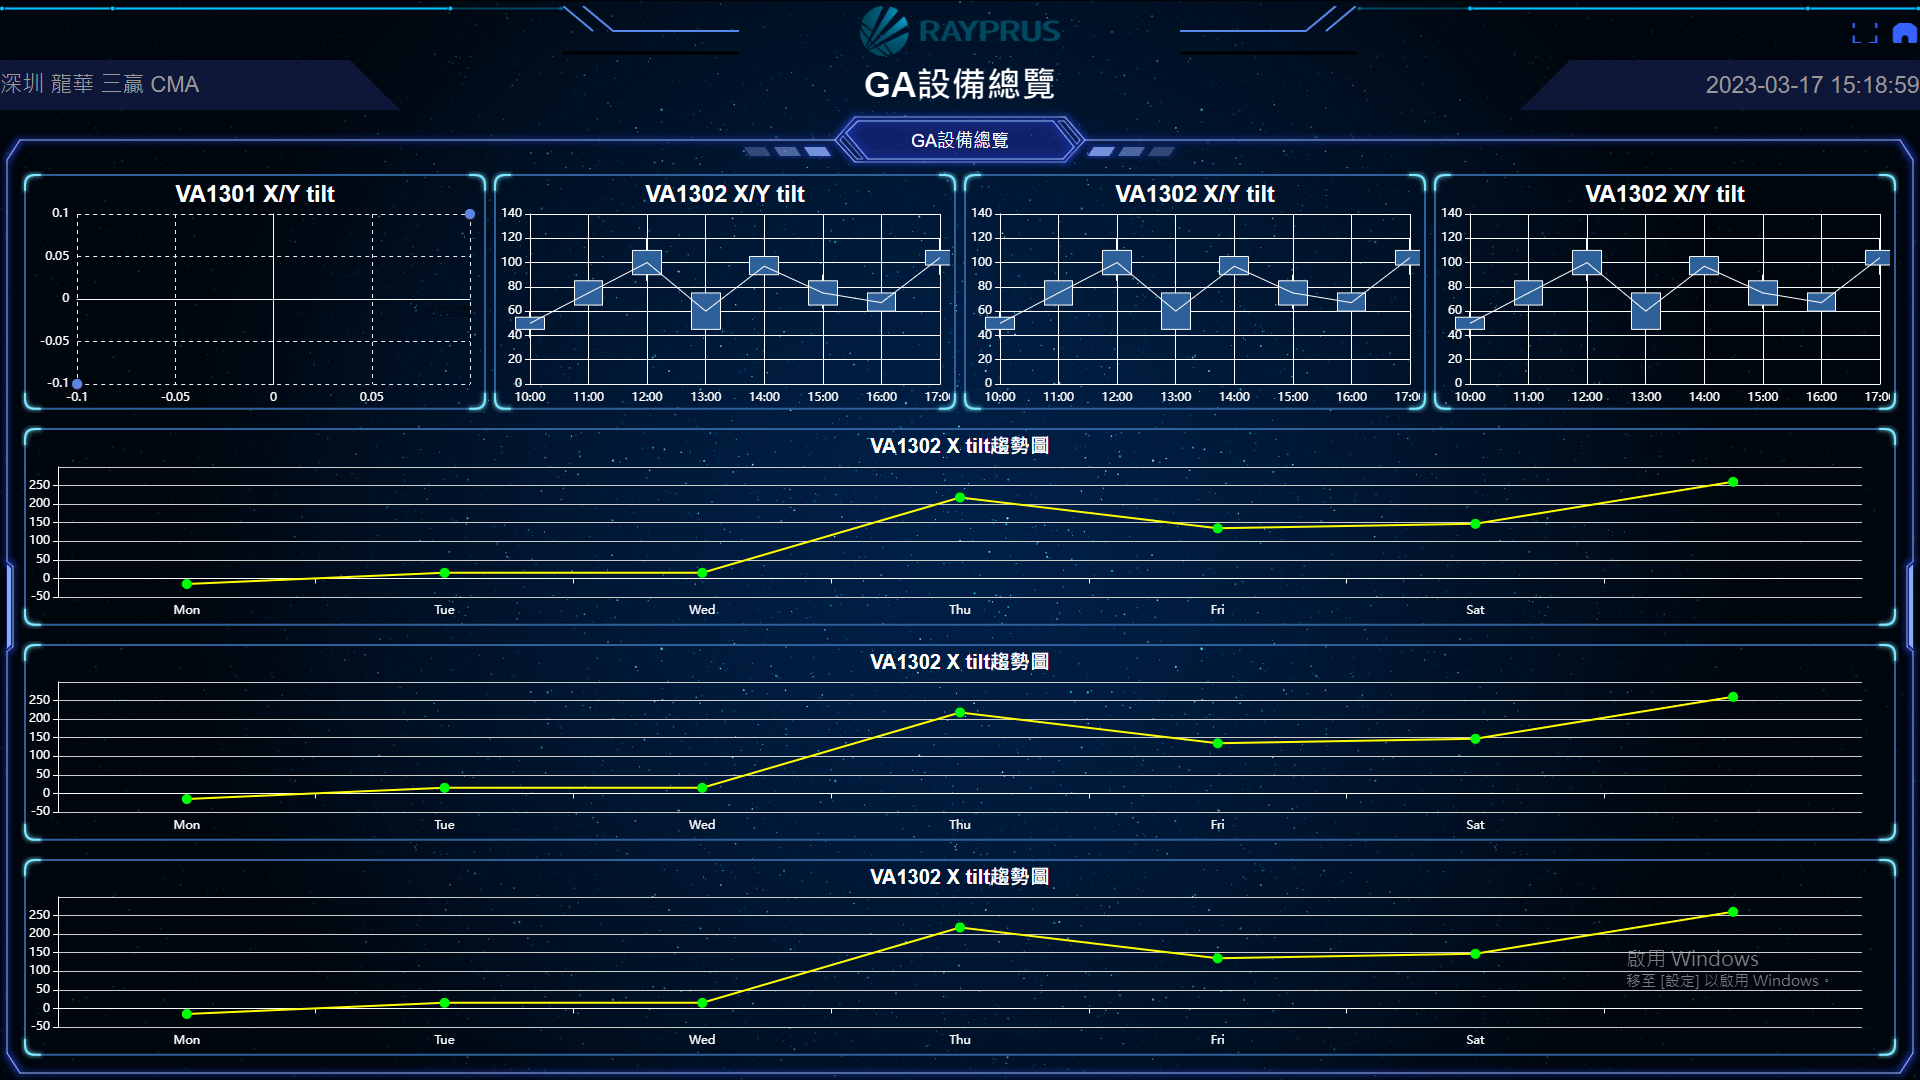 RAYPRUS
深圳 龍華 三贏 CMA
GA設備總覽
2023-03-17 15:18:59
GA設備總覽
VA1301 X/Y tilt
0.1
0.05
0
-0.05
-0.1
-0.1 -0.05 0 0.05
VA1302 X/Y tilt
140
120
100
80
60
40
20
0
10:00 11:00 12:00 13:00 14:00 15:00 16:00 17:00
VA1302 X/Y tilt
140
120
100
80
60
40
20
0
10:00 11:00 12:00 13:00 14:00 15:00 16:00 17:00
VA1302 X/Y tilt
140
120
100
80
60
40
20
0
10:00 11:00 12:00 13:00 14:00 15:00 16:00 17:00
VA1302 X tilt趨勢圖
250
200
150
100
50
0
-50
Mon Tue Wed Thu Fri Sat
VA1302 X tilt趨勢圖
250
200
150
100
50
0
-50
Mon Tue Wed Thu Fri Sat
VA1302 X tilt趨勢圖
250
200
150
100
50
0
-50
Mon Tue Wed Thu Fri Sat
啟用 Windows
移至 [設定] 以啟用 Windows。